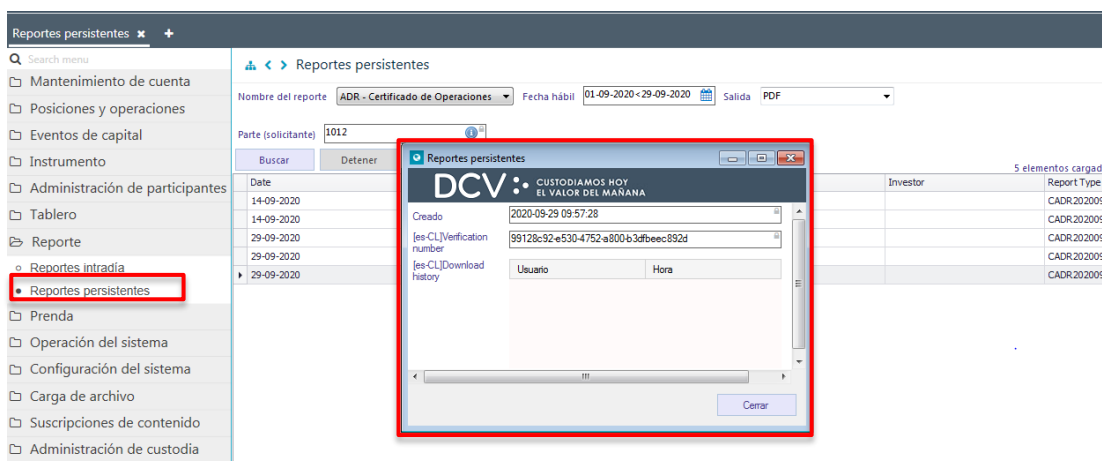 Reportes persistentes × +
Search menu
Mantenimiento de cuenta
Posiciones y operaciones
Eventos de capital
Instrumento
Administración de participantes
Tablero
Reporte
Reportes intradía
Reportes persistentes
Prenda
Operación del sistema
Configuración del sistema
Carga de archivo
Suscripciones de contenido
Administración de custodia
Reportes persistentes
Nombre del reporte ADR - Certificado de Operaciones Fecha hábil 01-09-2020<29-09-2020 Salida PDF
Parte (solicitante) 1012
Buscar Detener
5 elementos cargad
Date Investor Report Type
14-09-2020 CADR202009
14-09-2020 CADR202009
29-09-2020 CADR202009
29-09-2020 CADR202009
29-09-2020 CADR202009
Reportes persistentes
DCV CUSTODIAMOS HOY
EL VALOR DEL MAÑANA
Creado 2020-09-29 09:57:28
[es-CL]Verification
number 99128c92-e530-4752-a800-b3dfbeec892d
[es-CL]Download
history Usuario Hora
Cerrar